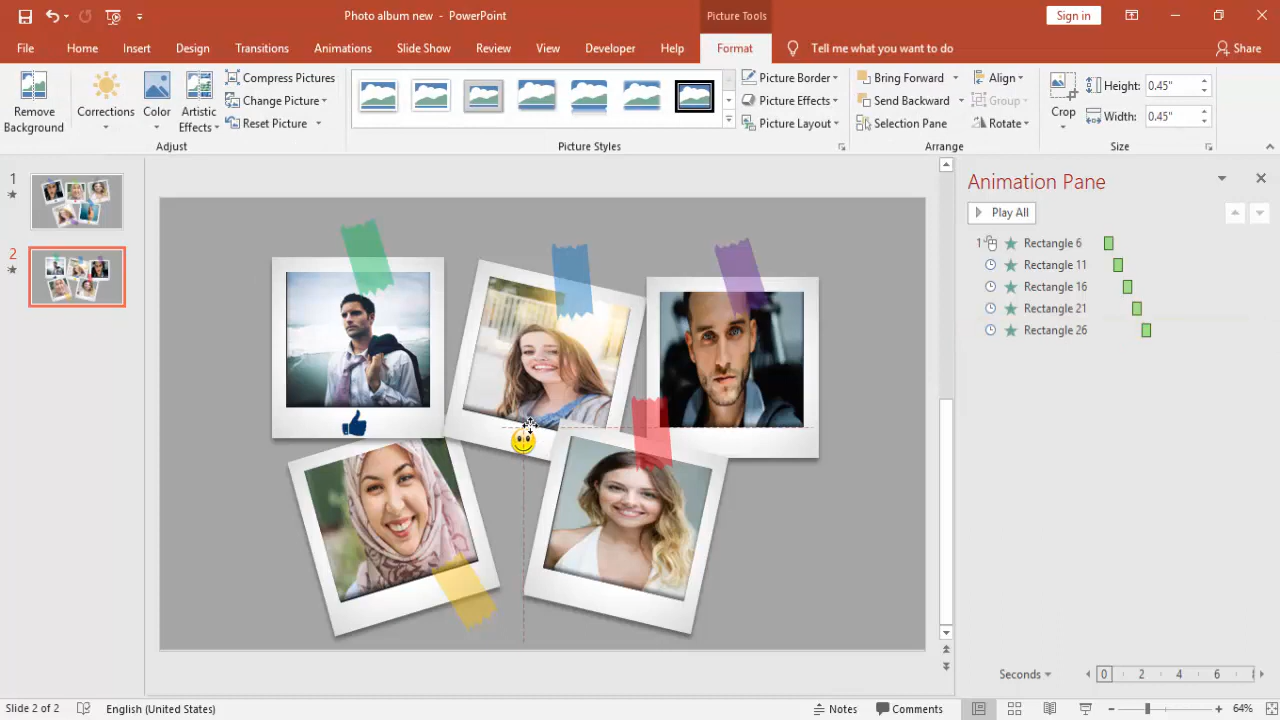 Photo album new - PowerPoint
Picture Tools
Sign in
File
Home
Insert
Design
Transitions
Animations
Slide Show
Review
View
Developer
Help
Format
Tell me what you want to do
Share
Remove Background
Corrections
Color
Artistic Effects
Compress Pictures
Change Picture
Reset Picture
Adjust
Picture Styles
Picture Border
Picture Effects
Picture Layout
Bring Forward
Send Backward
Selection Pane
Align
Group
Rotate
Arrange
Crop
Height: 0.45"
Width: 0.45"
Size
1
2
Animation Pane
Play All
1 Rectangle 6
Rectangle 11
Rectangle 16
Rectangle 21
Rectangle 26
Seconds
0 2 4 6
Slide 2 of 2
English (United States)
Notes
Comments
64%